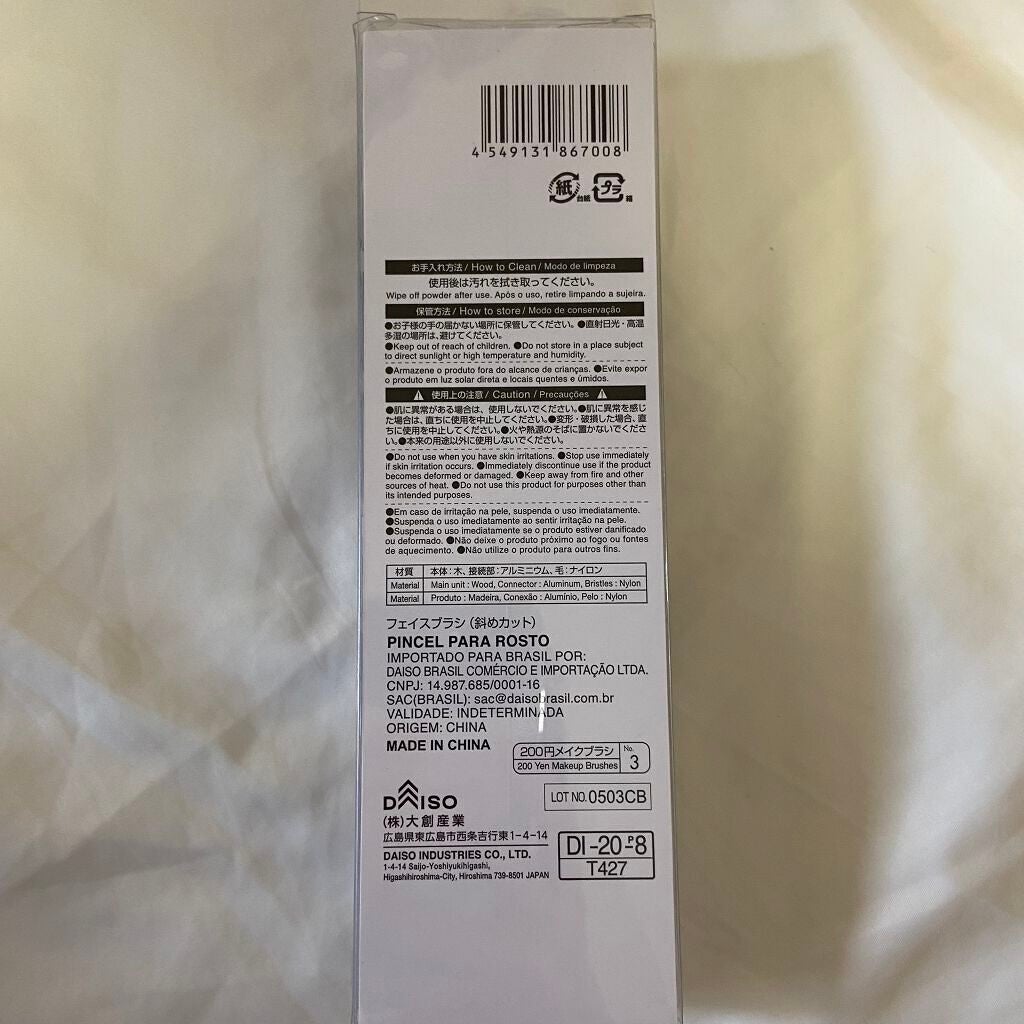 4 549131 867008
紙 台紙 プラ 箱
お手入れ方法 / How to Clean / Modo de limpeza
使用後は汚れを拭き取ってください。
Wipe off powder after use. Após o uso, retire limpando a sujeira.
保管方法 / How to store / Modo de conservação
●お子様の手の届かない場所に保管してください。●直射日光・高温
多湿の場所は、避けてください。
●Keep out of reach of children. ●Do not store in a place subject
to direct sunlight or high temperature and humidity.
●Armazene o produto fora do alcance de crianças. ●Evite expor
o produto em luz solar direta e locais quentes e úmidos.
⚠ 使用上の注意 / Caution / Precauções ⚠
●肌に異常がある場合は、使用しないでください。●肌に異常を感じ
た場合は、直ちに使用を中止してください。●変形・破損した場合、直
ちに使用を中止してください。●火や熱源のそばに置かないでくださ
い。●本来の用途以外に使用しないでください。
●Do not use when you have skin irritations. ●Stop use immediately
if skin irritation occurs. ●Immediately discontinue use if the product
becomes deformed or damaged. ●Keep away from fire and other
sources of heat. ●Do not use this product for purposes other than
its intended purposes.
●Em caso de irritação na pele, suspenda o uso imediatamente.
●Suspenda o uso imediatamente ao sentir irritação na pele.
●Suspenda o uso imediatamente se o produto estiver danificado
ou deformado. ●Não deixe o produto próximo ao fogo ou fontes
de aquecimento. ●Não utilize o produto para outros fins.
材質 本体：木、接続部：アルミニウム、毛：ナイロン
Material Main unit : Wood, Connector : Aluminum, Bristles : Nylon
Material Produto : Madeira, Conexão : Alumínio, Pelo : Nylon
フェイスブラシ（斜めカット）
PINCEL PARA ROSTO
IMPORTADO PARA BRASIL POR:
DAISO BRASIL COMÉRCIO E IMPORTAÇÃO LTDA.
CNPJ: 14.987.685/0001-16
SAC(BRASIL): sac@daisobrasil.com.br
VALIDADE: INDETERMINADA
ORIGEM: CHINA
MADE IN CHINA
200円メイクブラシ No.
200 Yen Makeup Brushes 3
DAISO
LOT NO. 0503CB
(株)大創産業
広島県東広島市西条吉行東1-4-14
DAISO INDUSTRIES CO., LTD.
1-4-14 Saijo-Yoshiyukihigashi,
Higashihiroshima-City, Hiroshima 739-8501 JAPAN
DI-20-P8
T427